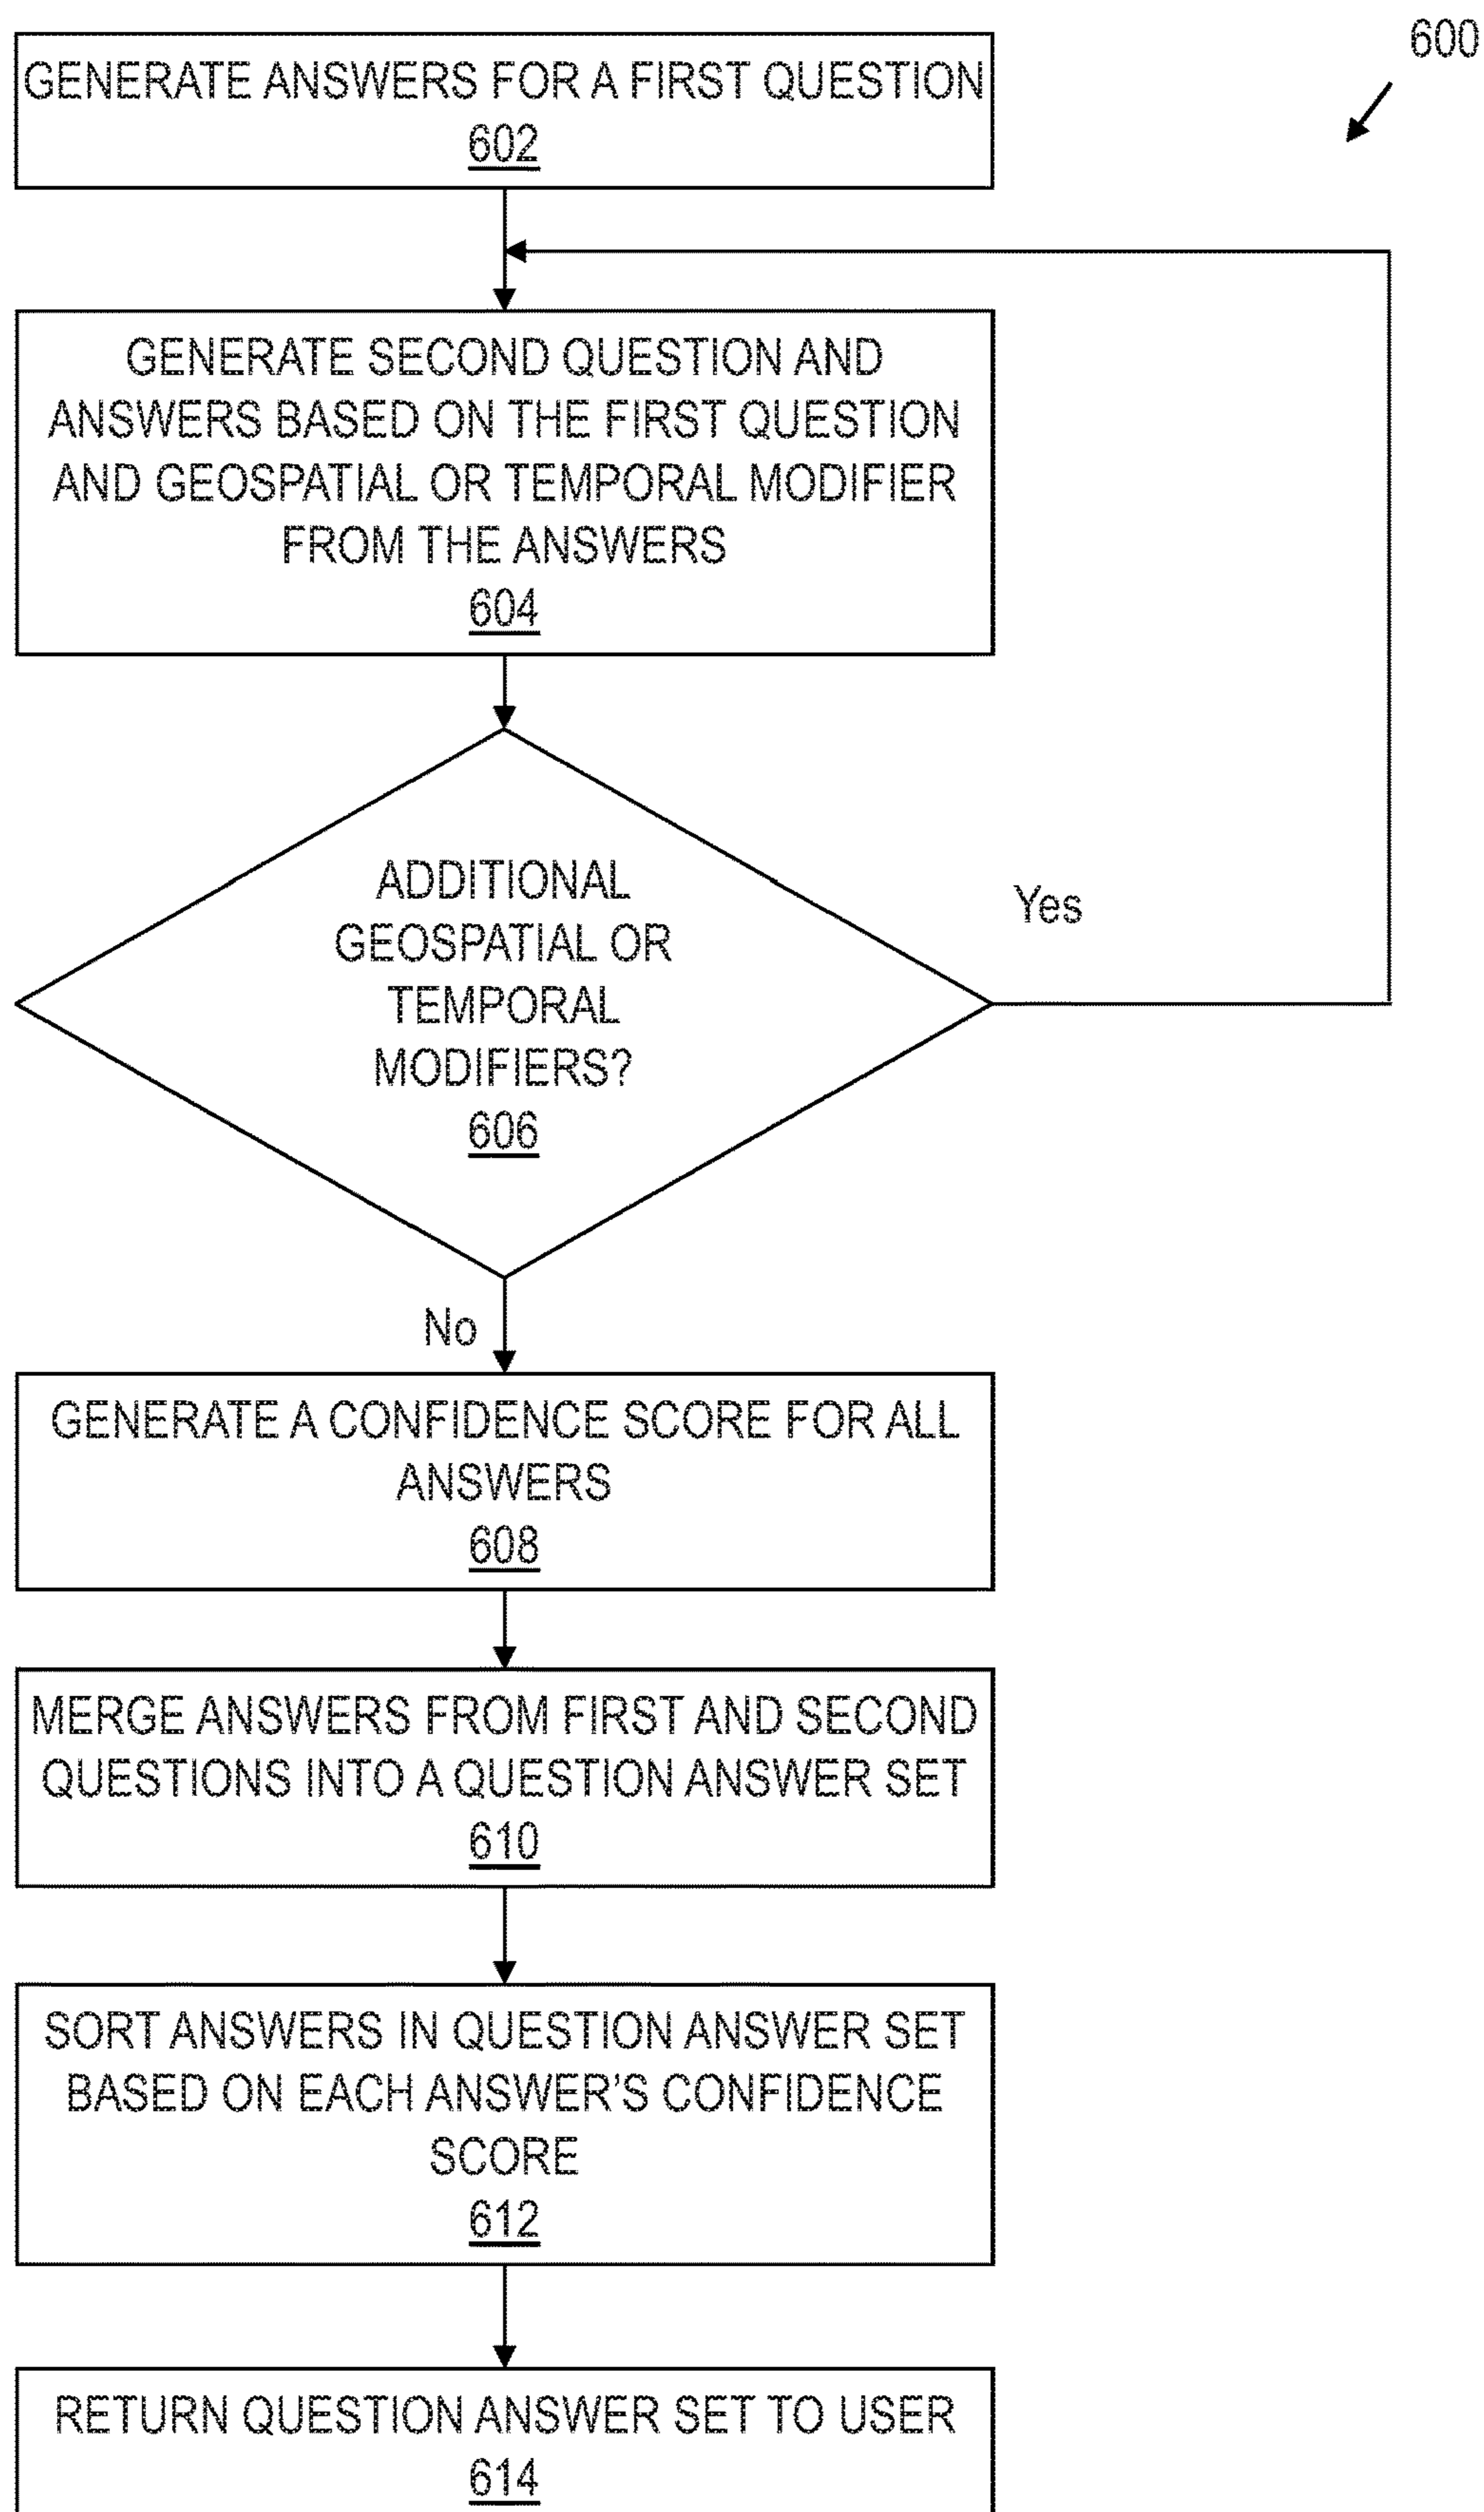 600
GENERATE ANSWERS FOR A FIRST QUESTION
602
GENERATE SECOND QUESTION AND
ANSWERS BASED ON THE FIRST QUESTION
AND GEOSPATIAL OR TEMPORAL MODIFIER
FROM THE ANSWERS
604
ADDITIONAL
GEOSPATIAL OR
TEMPORAL
MODIFIERS?
606
Yes
No
GENERATE A CONFIDENCE SCORE FOR ALL
ANSWERS
608
MERGE ANSWERS FROM FIRST AND SECOND
QUESTIONS INTO A QUESTION ANSWER SET
610
SORT ANSWERS IN QUESTION ANSWER SET
BASED ON EACH ANSWER'S CONFIDENCE
SCORE
612
RETURN QUESTION ANSWER SET TO USER
614